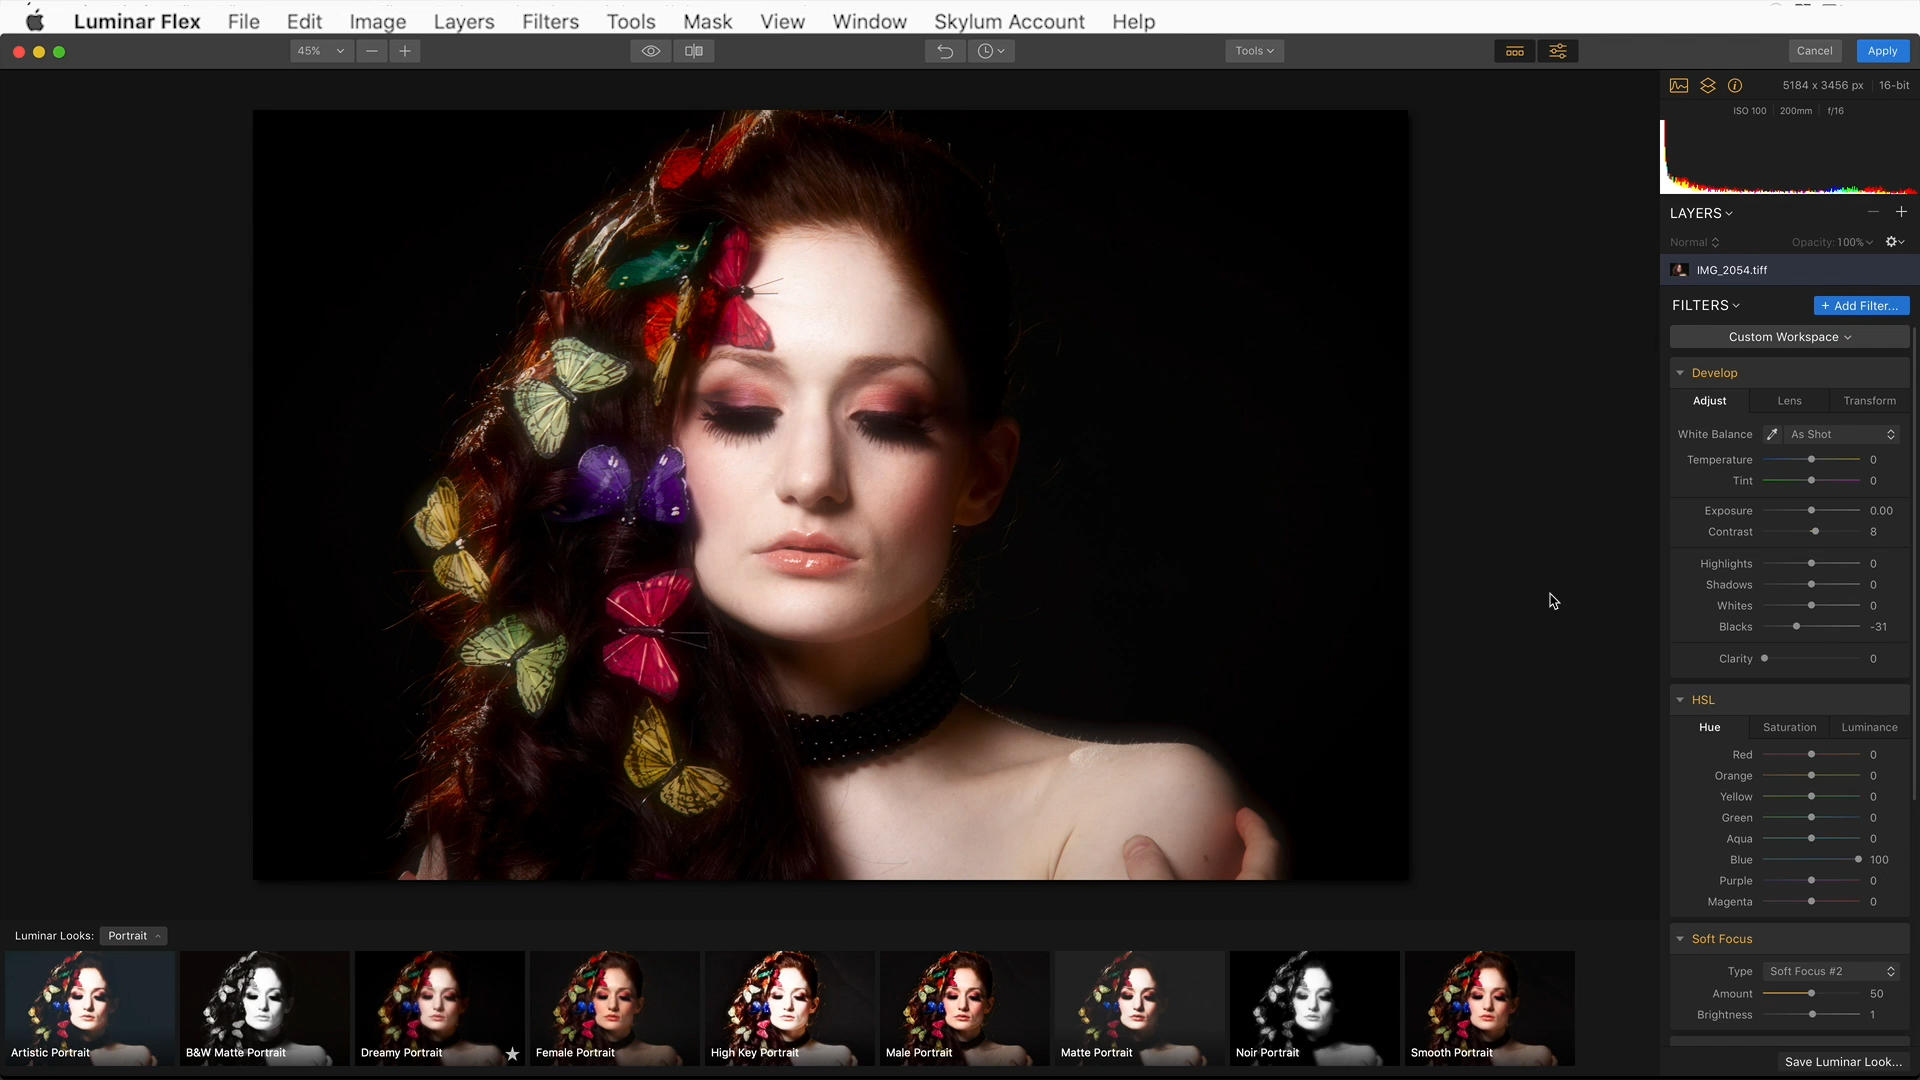 Luminar Flex File Edit Image Layers Filters Tools Mask View Window Skylum Account Help
45% Tools Cancel Apply
5184 x 3456 px 16-bit
ISO 100 200mm f/16
LAYERS
Normal Opacity: 100%
IMG_2054.tiff
FILTERS + Add Filter...
Custom Workspace
Develop
Adjust Lens Transform
White Balance As Shot
Temperature 0
Tint 0
Exposure 0.00
Contrast 8
Highlights 0
Shadows 0
Whites 0
Blacks -31
Clarity 0
HSL
Hue Saturation Luminance
Red 0
Orange 0
Yellow 0
Green 0
Aqua 0
Blue 100
Purple 0
Magenta 0
Soft Focus
Type Soft Focus #2
Amount 50
Brightness 1
Save Luminar Look...
Luminar Looks: Portrait
Artistic Portrait B&W Matte Portrait Dreamy Portrait Female Portrait High Key Portrait Male Portrait Matte Portrait Noir Portrait Smooth Portrait